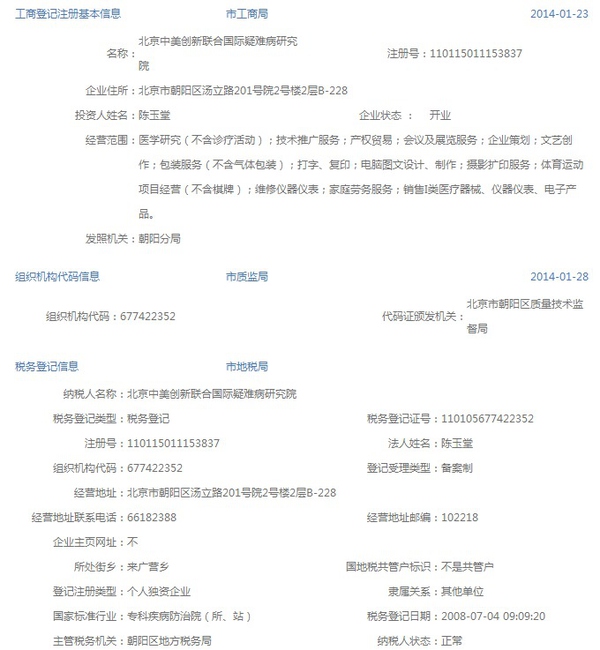 工商登记注册基本信息 市工商局 2014-01-23
名称：北京中美创新联合国际疑难病研究 注册号：110115011153837
院
企业住所：北京市朝阳区汤立路201号院2号楼2层B-228
投资人姓名：陈玉堂 企业状态 ： 开业
经营范围：医学研究（不含诊疗活动）；技术推广服务；产权贸易；会议及展览服务；企业策划；文艺创
作；包装服务（不含气体包装）；打字、复印；电脑图文设计、制作；摄影扩印服务；体育运动
项目经营（不含棋牌）；维修仪器仪表；家庭劳务服务；销售I类医疗器械、仪器仪表、电子产
品。
发照机关：朝阳分局
组织机构代码信息 市质监局 2014-01-28
组织机构代码：677422352 代码证颁发机关：北京市朝阳区质量技术监
督局
税务登记信息 市地税局
纳税人名称：北京中美创新联合国际疑难病研究院
税务登记类型：税务登记 税务登记证号：110105677422352
注册号：110115011153837 法人姓名：陈玉堂
组织机构代码：677422352 登记受理类型：备案制
经营地址：北京市朝阳区汤立路201号院2号楼2层B-228
经营地址联系电话：66182388 经营地址邮编：102218
企业主页网址：不
所处街乡：来广营乡 国地税共管户标识：不是共管户
登记注册类型：个人独资企业 隶属关系：其他单位
国家标准行业：专科疾病防治院（所、站） 税务登记日期：2008-07-04 09:09:20
主管税务机关：朝阳区地方税务局 纳税人状态：正常